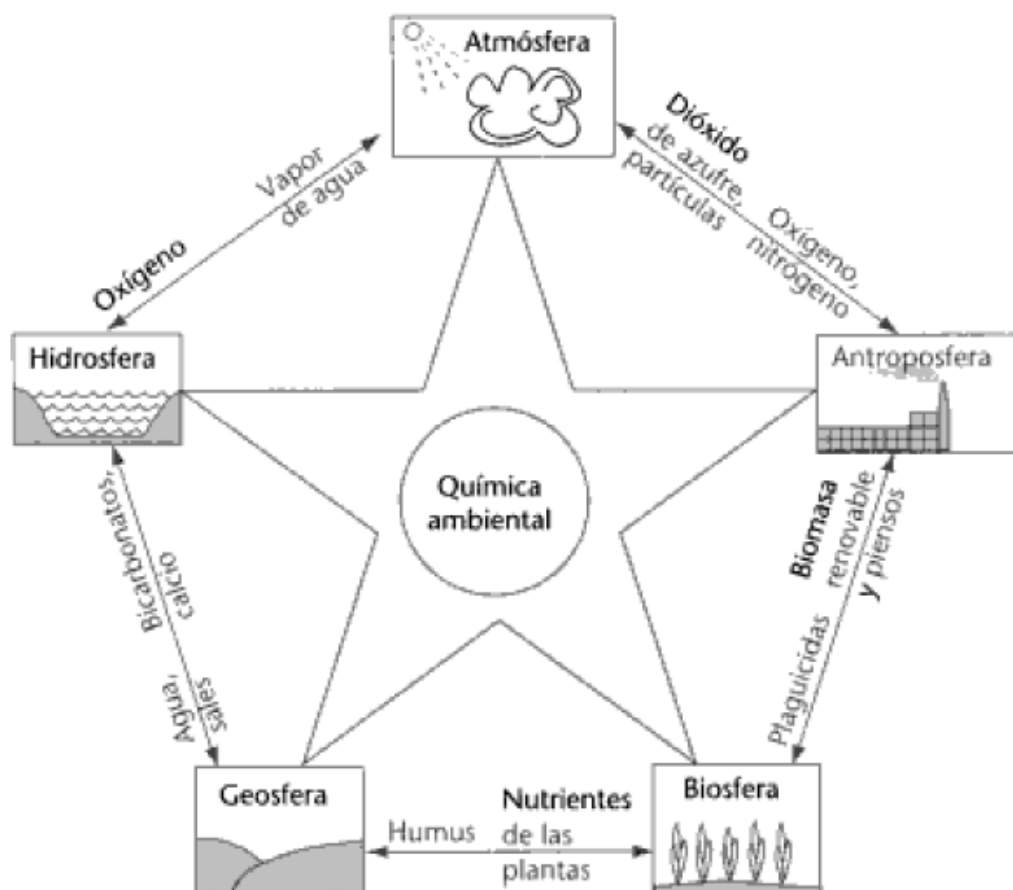 Atmósfera
Vapor
de agua
Oxígeno
Dióxido
de azufre,
partículas
Oxígeno,
nitrógeno
Hidrosfera
Antroposfera
Química
ambiental
Bicarbonatos,
calcio
Agua,
sales
Biomasa
renovable
y piensos
Plaguicidas
Geosfera
Humus
Nutrientes
de las
plantas
Biosfera